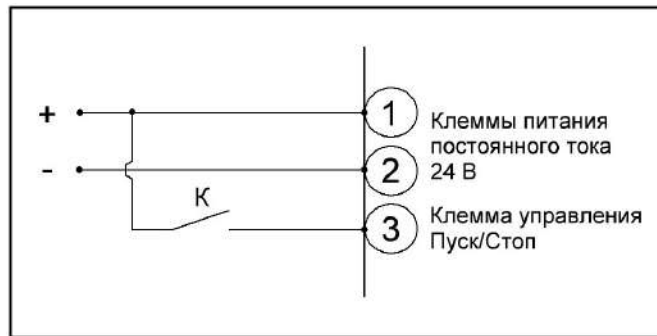 +
1
Клеммы питания
постоянного тока
24 В
-
2
К
3
Клемма управления
Пуск/Стоп